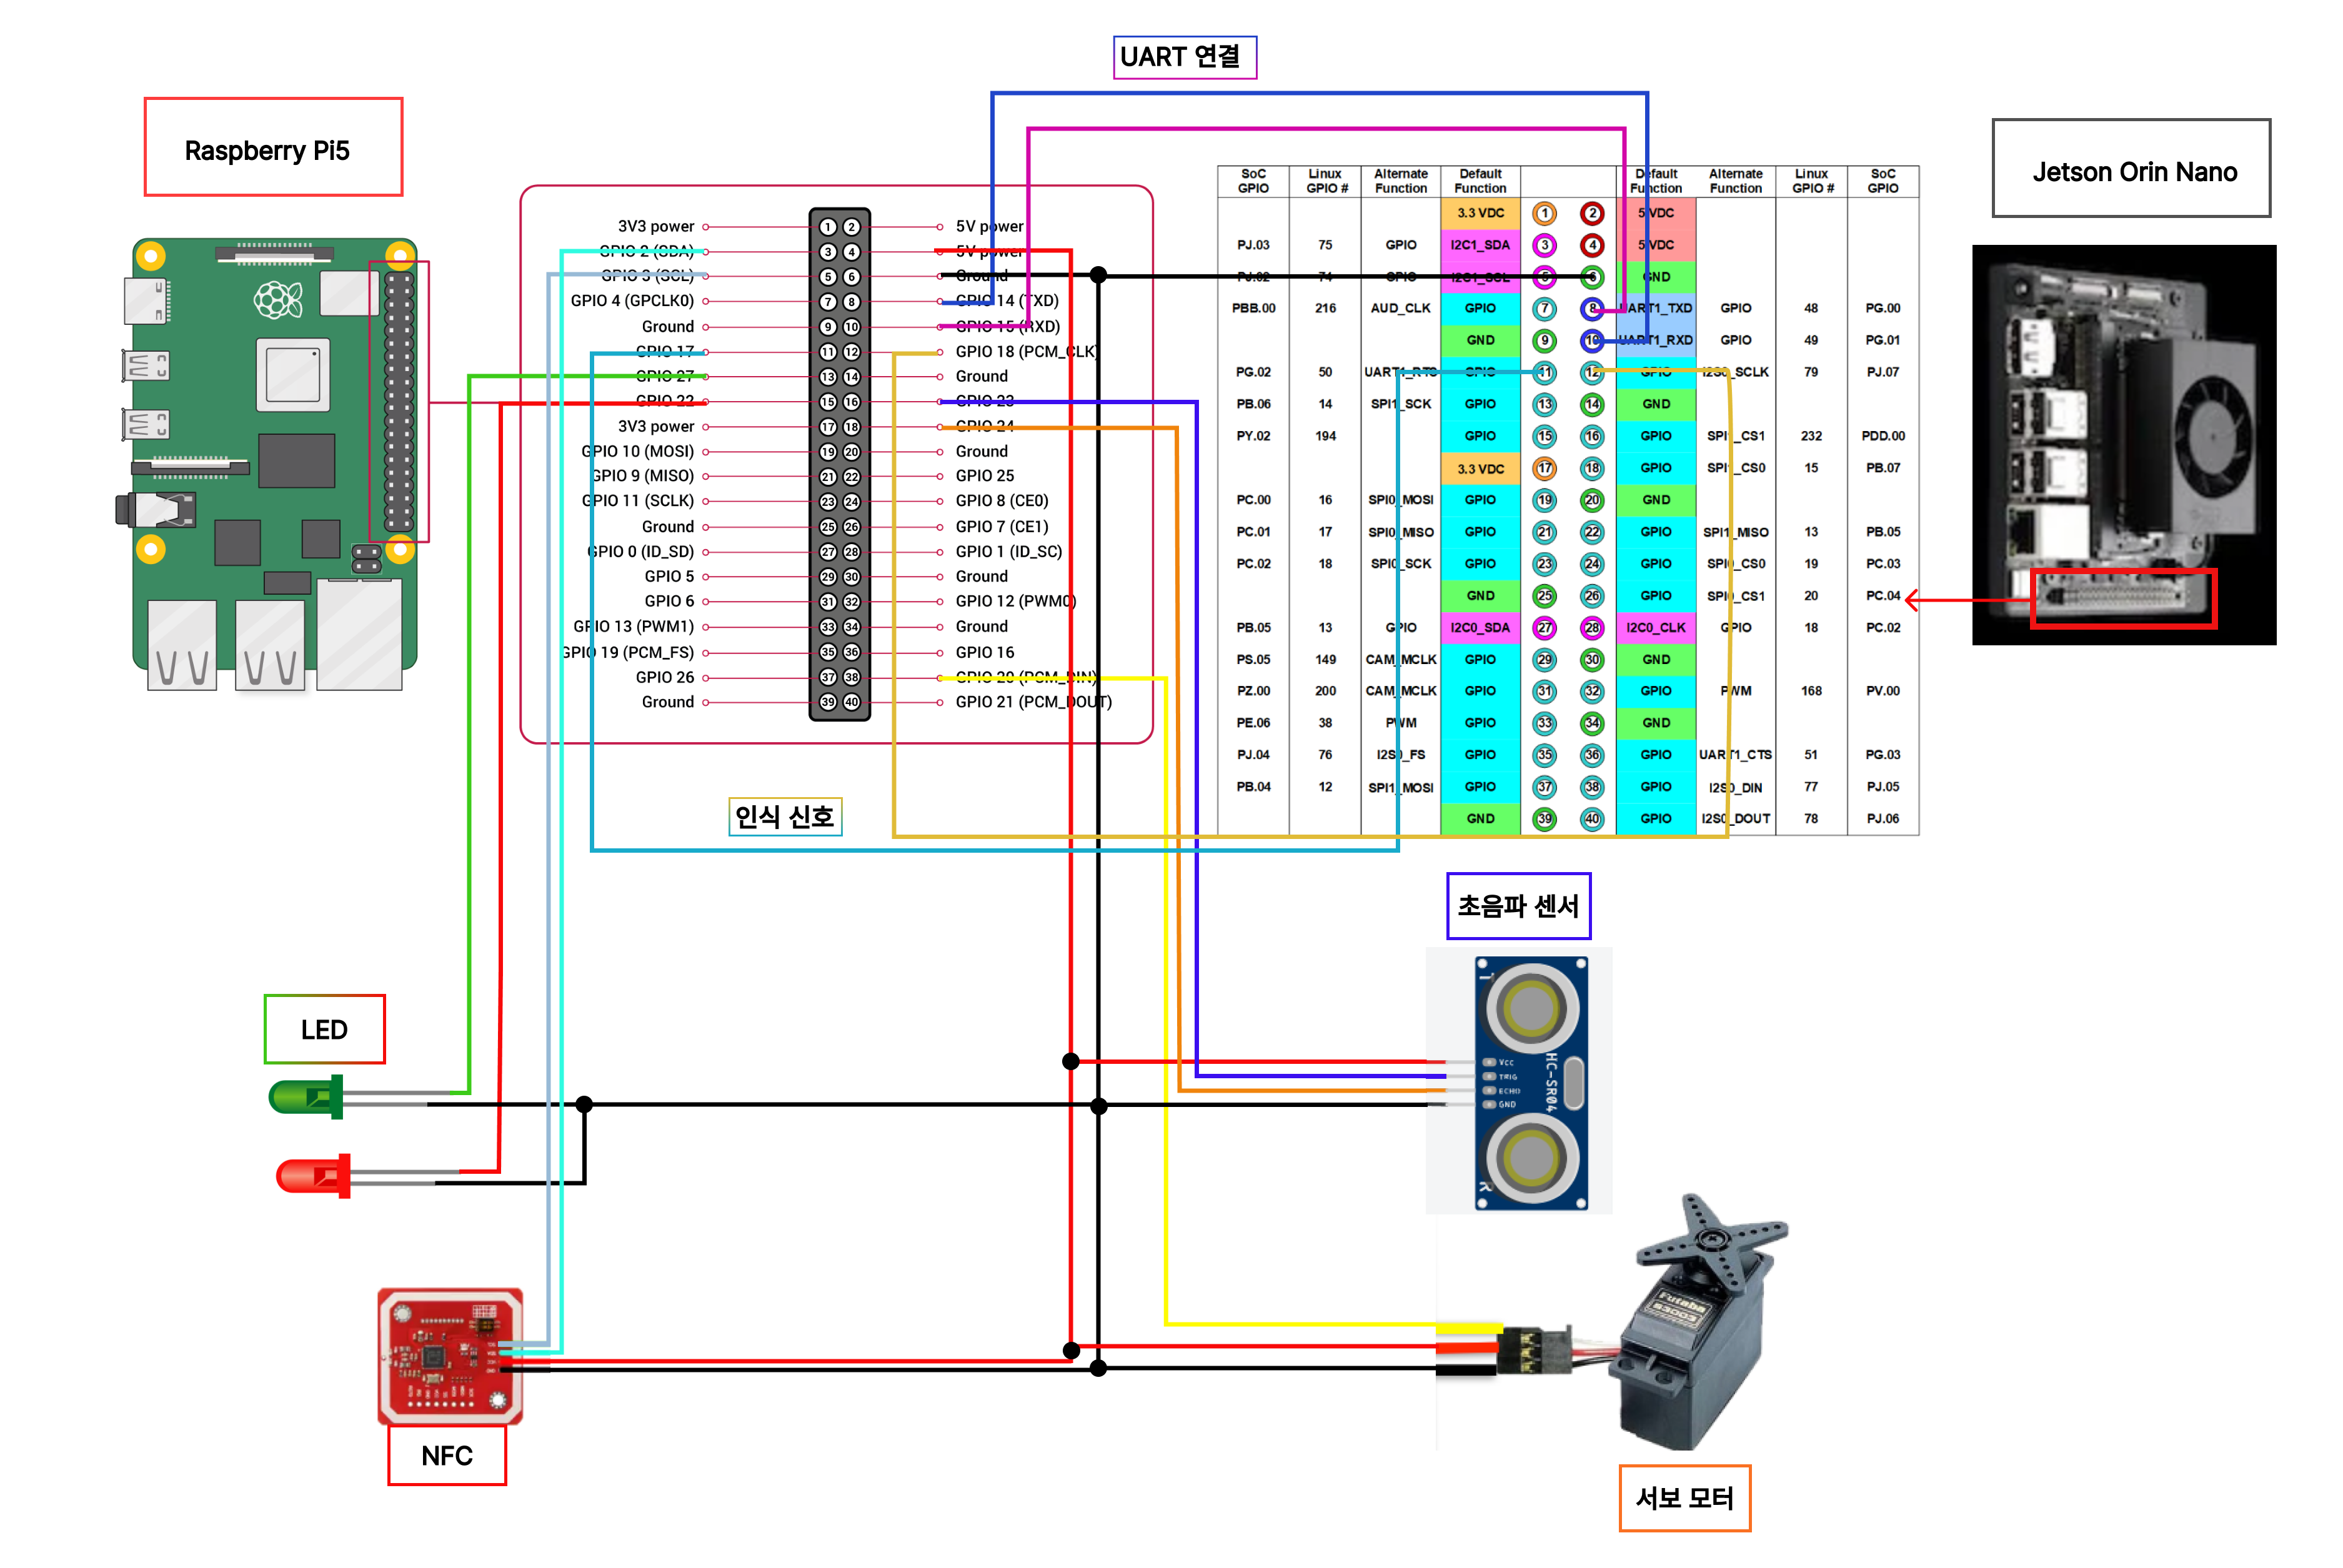 UART 연결
Raspberry Pi5
Jetson Orin Nano
3V3 power 1 2 5V power
GPIO 2 (SDA) 3 4 5V power
GPIO 3 (SCL) 5 6 Ground
GPIO 4 (GPCLK0) 7 8 GPIO 14 (TXD)
Ground 9 10 GPIO 15 (RXD)
GPIO 17 11 12 GPIO 18 (PCM_CLK)
GPIO 27 13 14 Ground
GPIO 22 15 16 GPIO 23
3V3 power 17 18 GPIO 24
GPIO 10 (MOSI) 19 20 Ground
GPIO 9 (MISO) 21 22 GPIO 25
GPIO 11 (SCLK) 23 24 GPIO 8 (CE0)
Ground 25 26 GPIO 7 (CE1)
GPIO 0 (ID_SD) 27 28 GPIO 1 (ID_SC)
GPIO 5 29 30 Ground
GPIO 6 31 32 GPIO 12 (PWM0)
GPIO 13 (PWM1) 33 34 Ground
GPIO 19 (PCM_FS) 35 36 GPIO 16
GPIO 26 37 38 GPIO 20 (PCM_DIN)
Ground 39 40 GPIO 21 (PCM_DOUT)
SoC GPIO Linux GPIO # Alternate Function Default Function Default Function Alternate Function Linux GPIO # SoC GPIO
3.3 VDC 1 2 5 VDC
PJ.03 75 GPIO I2C1_SDA 3 4 5 VDC
PJ.02 74 GPIO I2C1_SCL 5 6 GND
PBB.00 216 AUD_CLK GPIO 7 8 UART1_TXD GPIO 48 PG.00
GND 9 10 UART1_RXD GPIO 49 PG.01
PG.02 50 UART1_RTS GPIO 11 12 GPIO I2S0_SCLK 79 PJ.07
PB.06 14 SPI1_SCK GPIO 13 14 GND
PY.02 194 GPIO 15 16 GPIO SPI1_CS1 232 PDD.00
3.3 VDC 17 18 GPIO SPI1_CS0 15 PB.07
PC.00 16 SPI0_MOSI GPIO 19 20 GND
PC.01 17 SPI0_MISO GPIO 21 22 GPIO SPI1_MISO 13 PB.05
PC.02 18 SPI0_SCK GPIO 23 24 GPIO SPI0_CS0 19 PC.03
GND 25 26 GPIO SPI0_CS1 20 PC.04
PB.05 13 GPIO I2C0_SDA 27 28 I2C0_CLK GPIO 18 PC.02
PS.05 149 CAM_MCLK GPIO 29 30 GND
PZ.00 200 CAM_MCLK GPIO 31 32 GPIO PWM 168 PV.00
PE.06 38 PWM GPIO 33 34 GND
PJ.04 76 I2S0_FS GPIO 35 36 GPIO UART1_CTS 51 PG.03
PB.04 12 SPI1_MOSI GPIO 37 38 GPIO I2S0_DIN 77 PJ.05
GND 39 40 GPIO I2S0_DOUT 78 PJ.06
인식 신호
초음파 센서
T
VCC
TRIG
ECHO
GND
HC-SR04
R
LED
NFC
Futaba
S3003
서보 모터